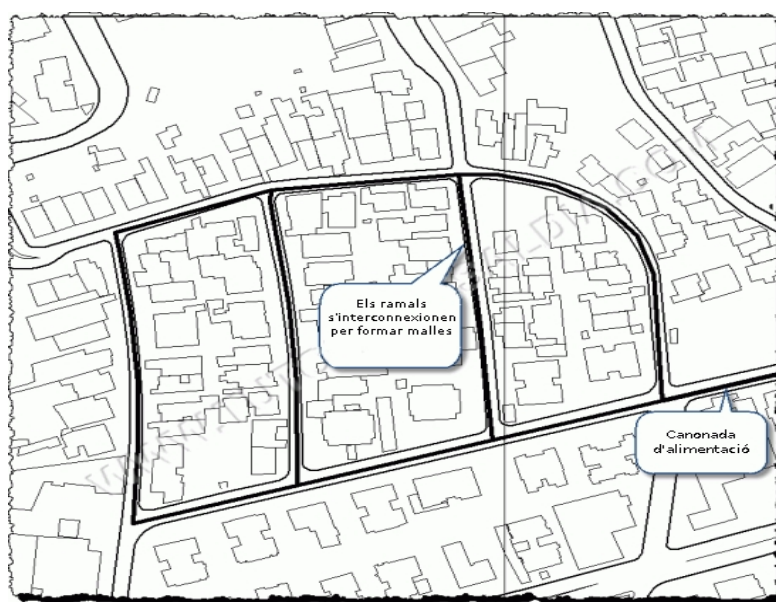 Els ramals
s'interconnexionen
per formar malles
Canonada
d'alimentació